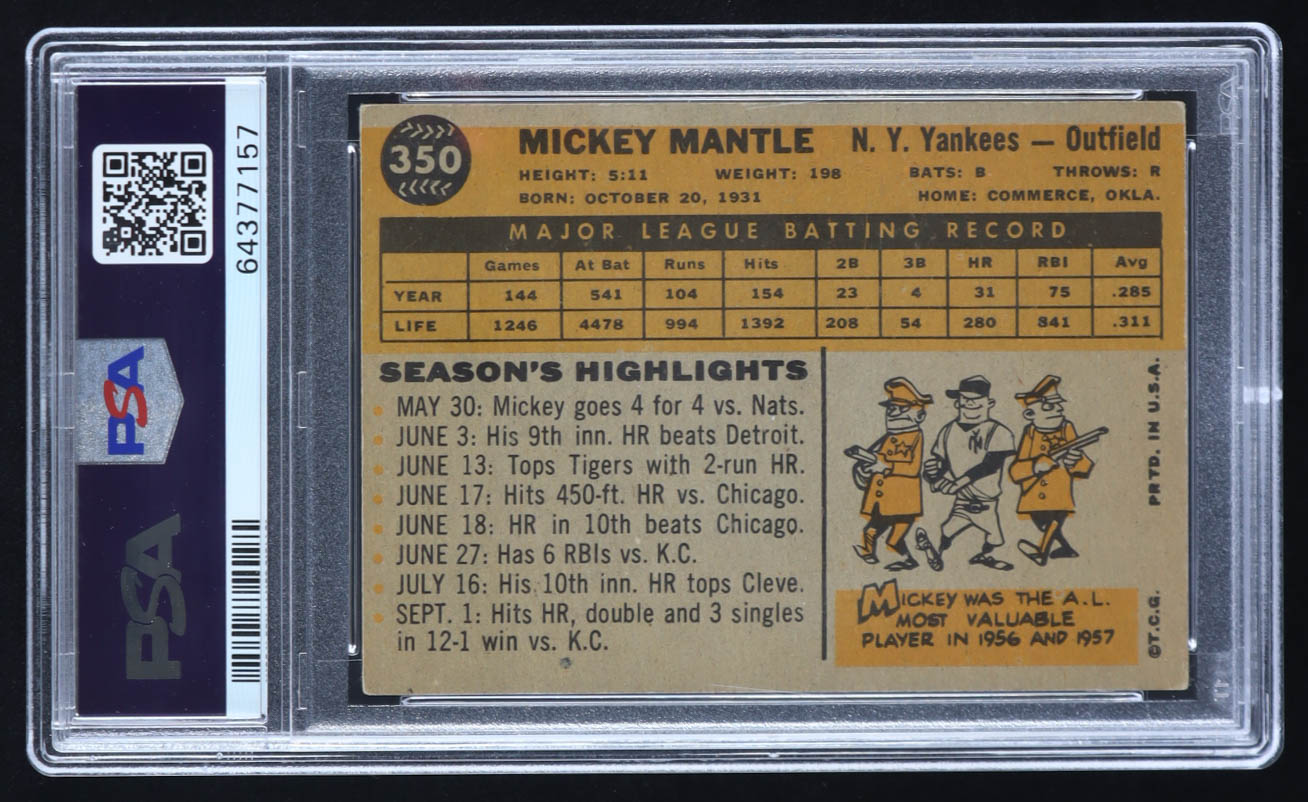 64377157
PSA
PSA
350
MICKEY MANTLE N. Y. Yankees — Outfield
HEIGHT: 5:11 WEIGHT: 198 BATS: B THROWS: R
BORN: OCTOBER 20, 1931 HOME: COMMERCE, OKLA.
MAJOR LEAGUE BATTING RECORD
Games At Bat Runs Hits 2B 3B HR RBI Avg
YEAR 144 541 104 154 23 4 31 75 .285
LIFE 1246 4478 994 1392 208 54 280 841 .311
SEASON'S HIGHLIGHTS
MAY 30: Mickey goes 4 for 4 vs. Nats.
JUNE 3: His 9th inn. HR beats Detroit.
JUNE 13: Tops Tigers with 2-run HR.
JUNE 17: Hits 450-ft. HR vs. Chicago.
JUNE 18: HR in 10th beats Chicago.
JUNE 27: Has 6 RBIs vs. K.C.
JULY 16: His 10th inn. HR tops Cleve.
SEPT. 1: Hits HR, double and 3 singles
in 12-1 win vs. K.C.
NY
MICKEY WAS THE A.L.
MOST VALUABLE
PLAYER IN 1956 AND 1957
©T.C.G. PRTD. IN U.S.A.